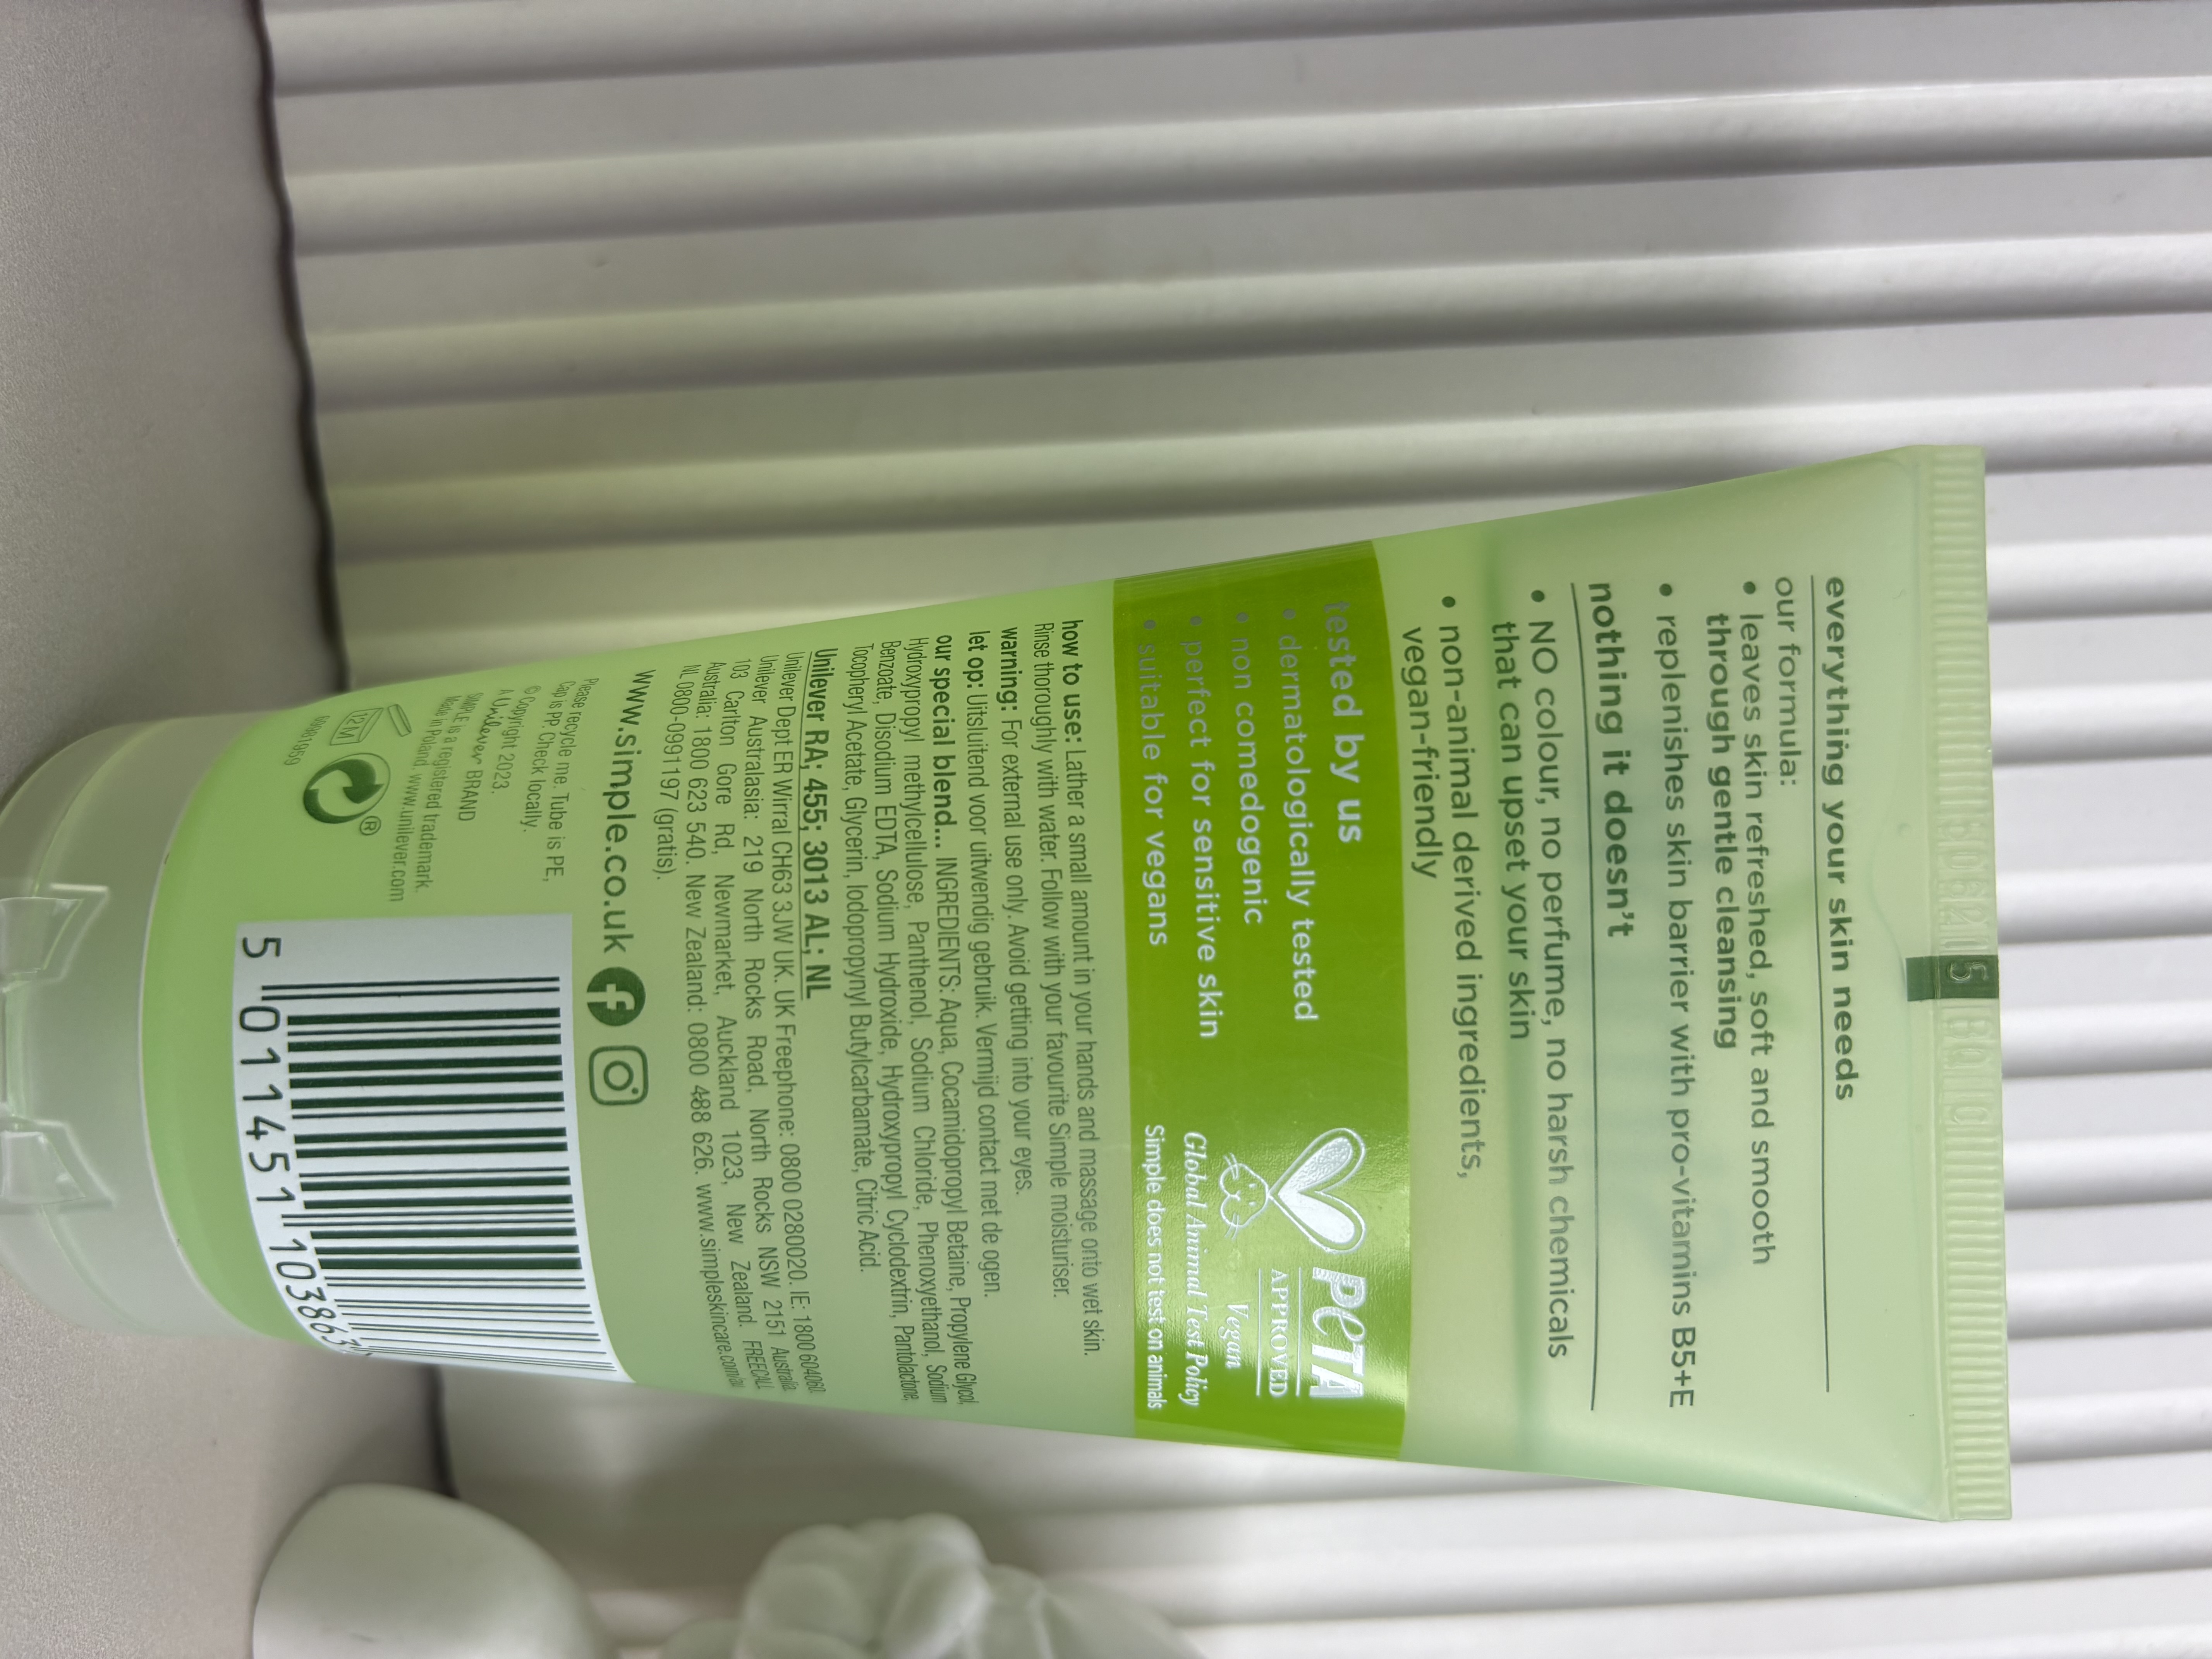 everything your skin needs
our formula:
• leaves skin refreshed, soft and smooth
through gentle cleansing
• replenishes skin barrier with pro-vitamins B5+E
nothing it doesn't
• NO colour, no perfume, no harsh chemicals
that can upset your skin
• non-animal derived ingredients,
vegan-friendly
tested by us
• dermatologically tested
• non comedogenic
• perfect for sensitive skin
• suitable for vegans
PETA
APPROVED
Vegan
Global Animal Test Policy
Simple does not test on animals
how to use: Lather a small amount in your hands and massage onto wet skin.
Rinse thoroughly with water. Follow with your favourite Simple moisturiser.
warning: For external use only. Avoid getting into your eyes.
let op: Uitsluitend voor uitwendig gebruik. Vermijd contact met de ogen.
our special blend... INGREDIENTS: Aqua, Cocamidopropyl Betaine, Propylene Glycol,
Hydroxypropyl methylcellulose, Panthenol, Sodium Chloride, Phenoxyethanol, Sodium
Benzoate, Disodium EDTA, Sodium Hydroxide, Hydroxypropyl Cyclodextrin, Pantolactone,
Tocopheryl Acetate, Glycerin, Iodopropynyl Butylcarbamate, Citric Acid.
Unilever RA; 455; 3013 AL; NL
Unilever Dept ER Wirral CH63 3JW UK. UK Freephone: 0800 0280020. IE: 1800 604060.
Unilever Australasia: 219 North Rocks Road, North Rocks NSW 2151 Australia.
103 Carlton Gore Rd, Newmarket, Auckland 1023, New Zealand. FREECALL
Australia: 1800 623 540. New Zealand: 0800 488 626. www.simpleskincare.com/au
NL 0800-0991197 (gratis).
www.simple.co.uk
Please recycle me. Tube is PE,
Cap is PP. Check locally.
© Copyright 2023.
A Unilever BRAND
SIMPLE is a registered trademark.
Made in Poland. www.unilever.com
12M
®
5 011451 103863